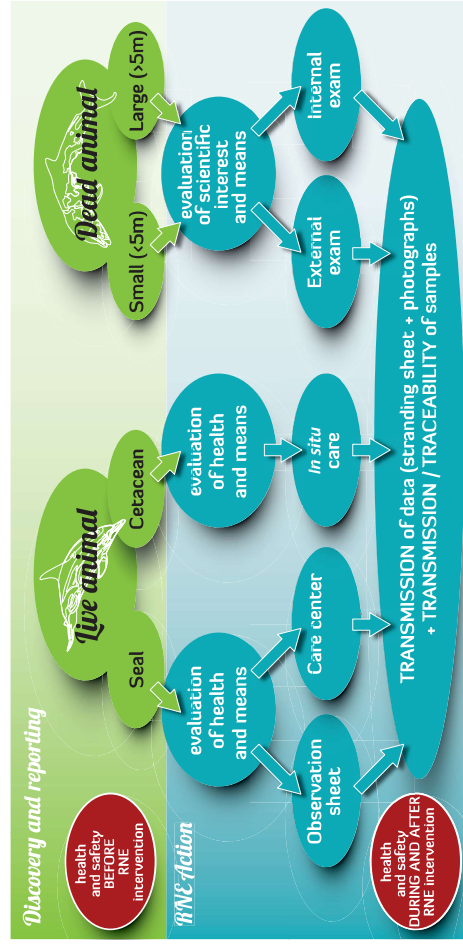 Discovery and reporting
health
and safety
BEFORE
RNE
intervention
Live animal
Seal
Cetacean
Dead animal
Small (<5m)
Large (>5m)
RNE Action
evaluation
of health
and means
evaluation
of health
and means
evaluation
of scientific
interest
and means
Observation
sheet
Care center
In situ
care
External
exam
Internal
exam
health
and safety
DURING AND AFTER
RNE intervention
TRANSMISSION of data (stranding sheet + photographs)
+ TRANSMISSION / TRACEABILITY of samples